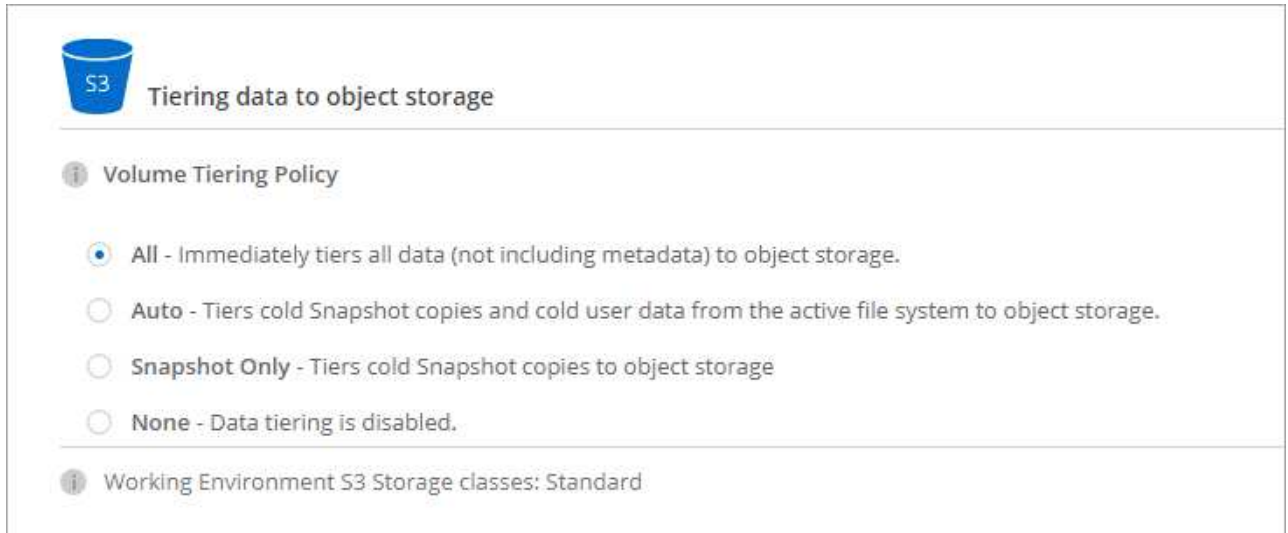 S3
Tiering data to object storage
Volume Tiering Policy
All - Immediately tiers all data (not including metadata) to object storage.
Auto - Tiers cold Snapshot copies and cold user data from the active file system to object storage.
Snapshot Only - Tiers cold Snapshot copies to object storage
None - Data tiering is disabled.
Working Environment S3 Storage classes: Standard